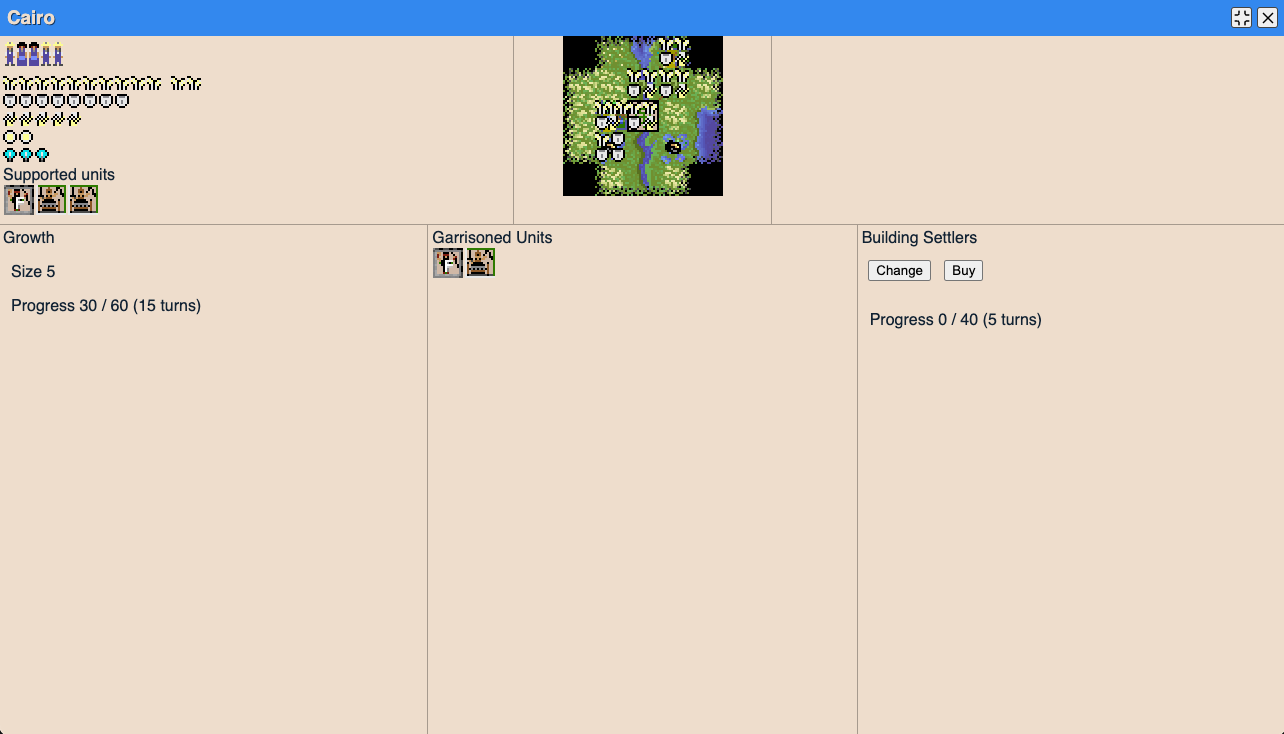 Cairo
Supported units
Growth
Size 5
Progress 30 / 60 (15 turns)
Garrisoned Units
Building Settlers
Change Buy
Progress 0 / 40 (5 turns)